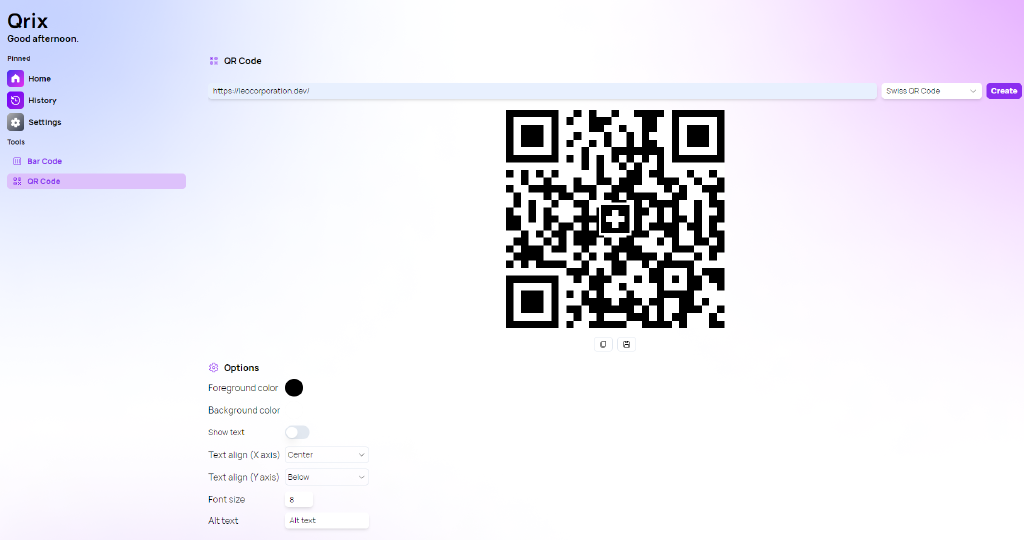 Qrix
Good afternoon.
Pinned
Home
History
Settings
Tools
Bar Code
QR Code
QR Code
https://leocorporation.dev/
Swiss QR Code
Create
Options
Foreground color
Background color
Show text
Text align (X axis)
Center
Text align (Y axis)
Below
Font size
8
Alt text
Alt text